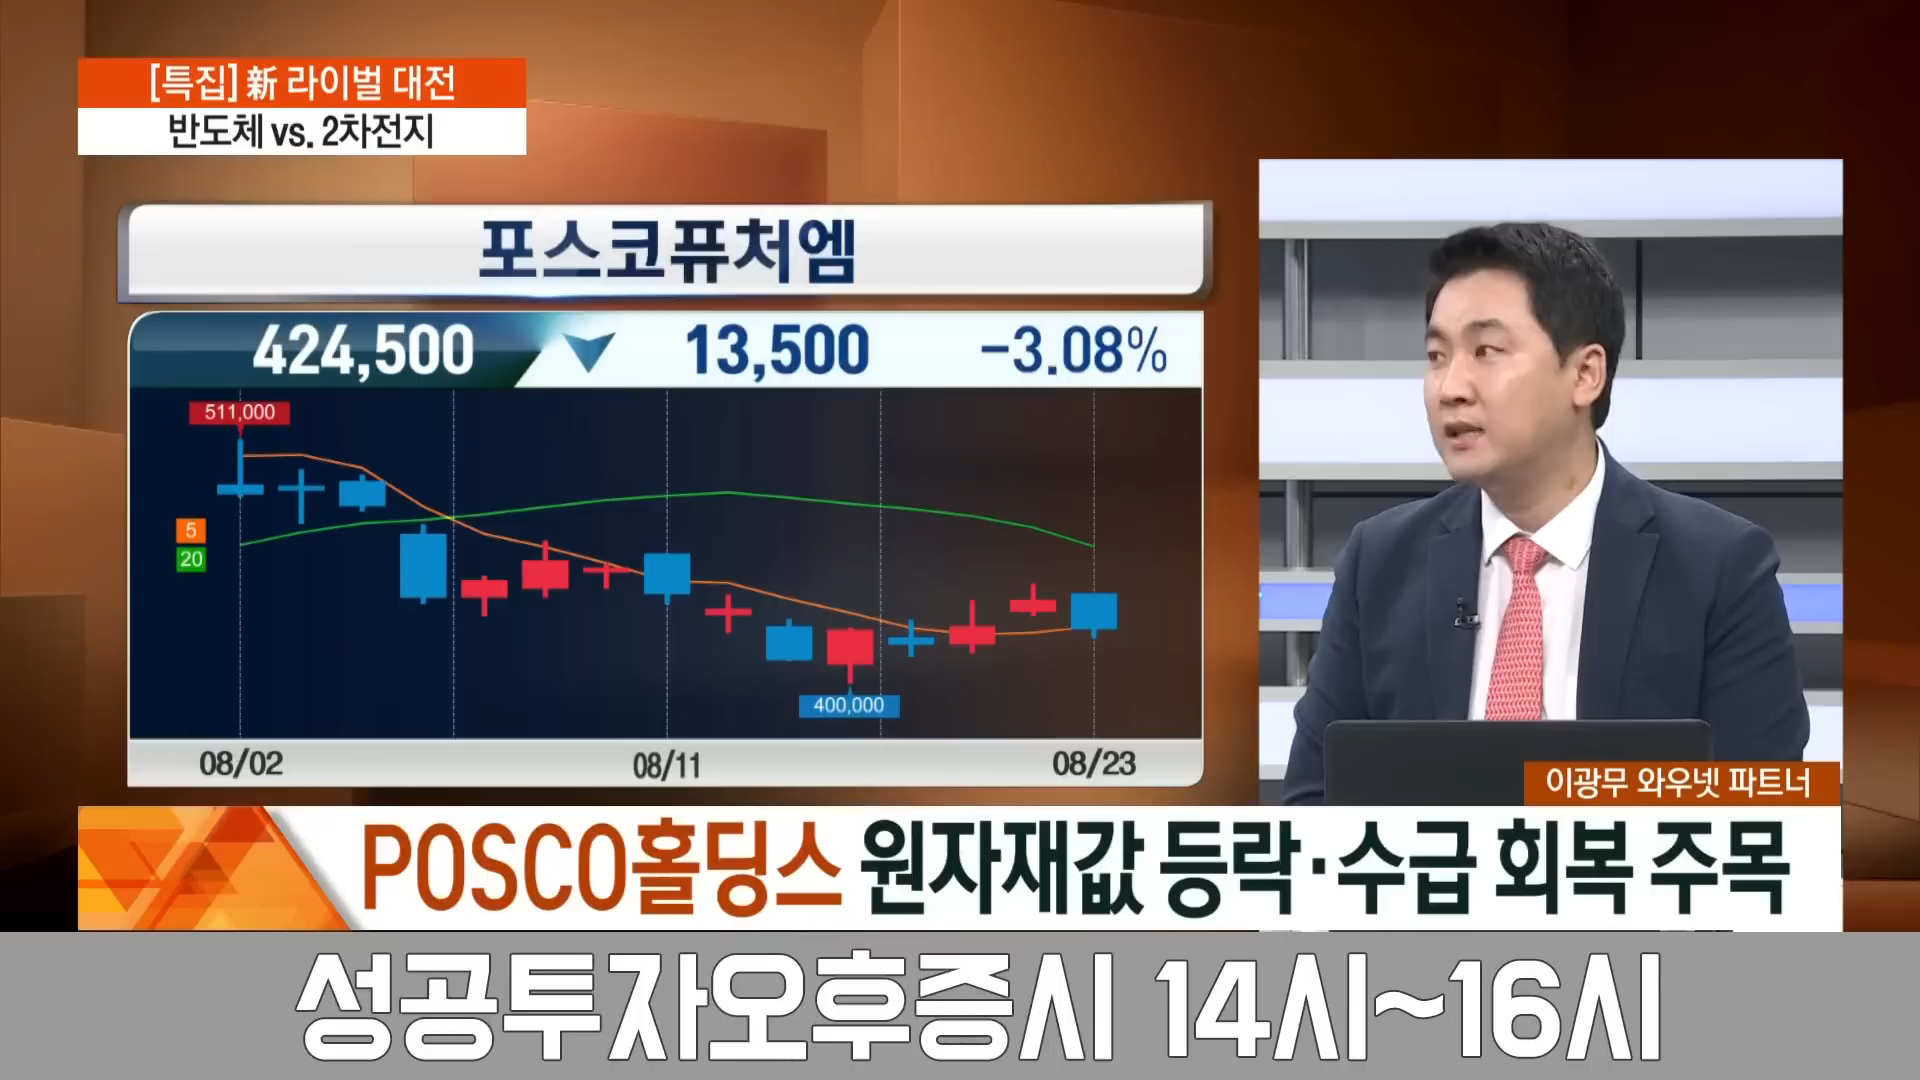 [특집] 新 라이벌 대전
반도체 vs. 2차전지
포스코퓨처엠
424,500 ▼ 13,500 -3.08%
511,000
5
20
400,000
08/02 08/11 08/23
이광무 와우넷 파트너
POSCO홀딩스 원자재값 등락·수급 회복 주목
성공투자오후증시 14시~16시